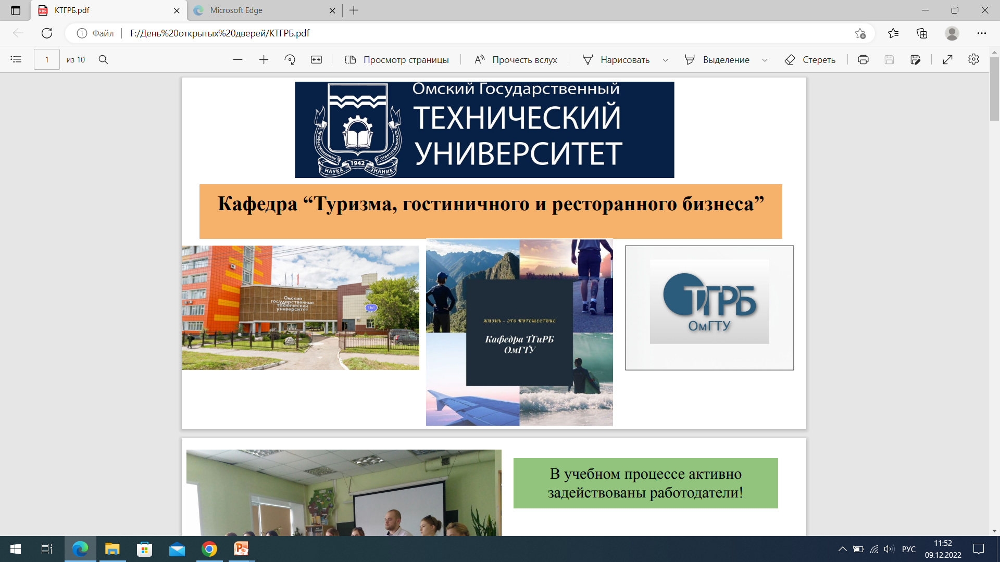 КТГРБ.pdf
Microsoft Edge
Файл
F:/День%20открытых%20дверей/КТГРБ.pdf
1
из 10
Просмотр страницы
Прочесть вслух
Нарисовать
Выделение
Стереть
Омский Государственный
ТЕХНИЧЕСКИЙ
УНИВЕРСИТЕТ
профессионализм
ответственность
НАУКА
1942
ЗНАНИЕ
Кафедра “Туризма, гостиничного и ресторанного бизнеса”
Омский
государственный
технический
университет
11к1
ЖИЗНЬ - ЭТО ПУТЕШЕСТВИЕ
Кафедра ТГиРБ
ОмГТУ
ТГРБ
ОмГТУ
В учебном процессе активно
задействованы работодатели!
РУС
11:52
09.12.2022